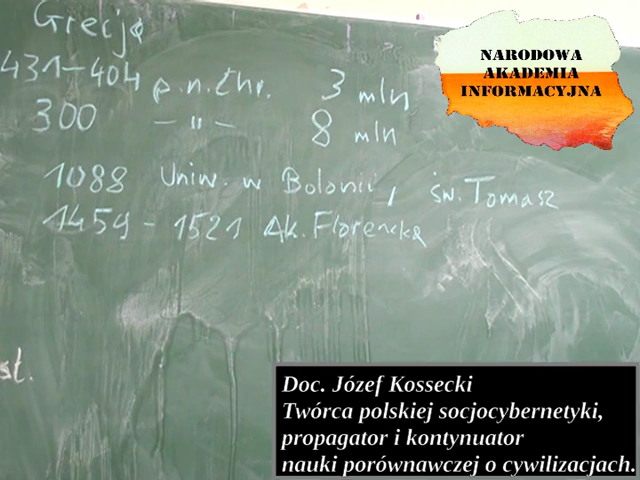 Grecja
431-404 p.n.Chr. 3 mln
300 -"- 8 mln
1088 Uniw. w Bolonii, św. Tomasz
1459-1521 Ak. Florencka
st.
NARODOWA
AKADEMIA
INFORMACYJNA
Doc. Józef Kossecki
Twórca polskiej socjocybernetyki,
propagator i kontynuator
nauki porównawczej o cywilizacjach.